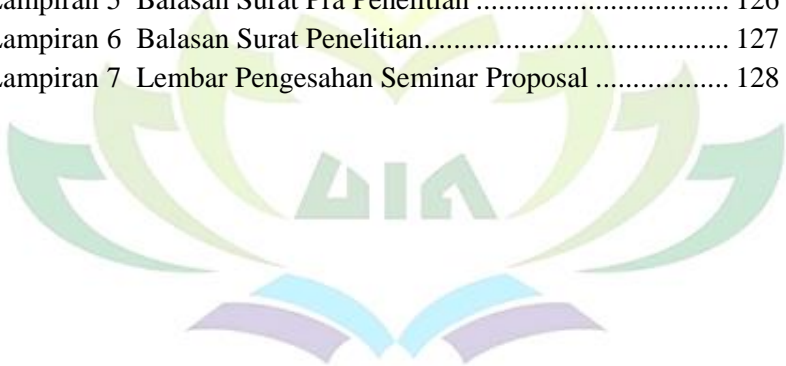 Lampiran 5 Balasan Surat Pra Penelitian ................................. 126
Lampiran 6 Balasan Surat Penelitian........................................ 127
Lampiran 7 Lembar Pengesahan Seminar Proposal ................. 128
UIN